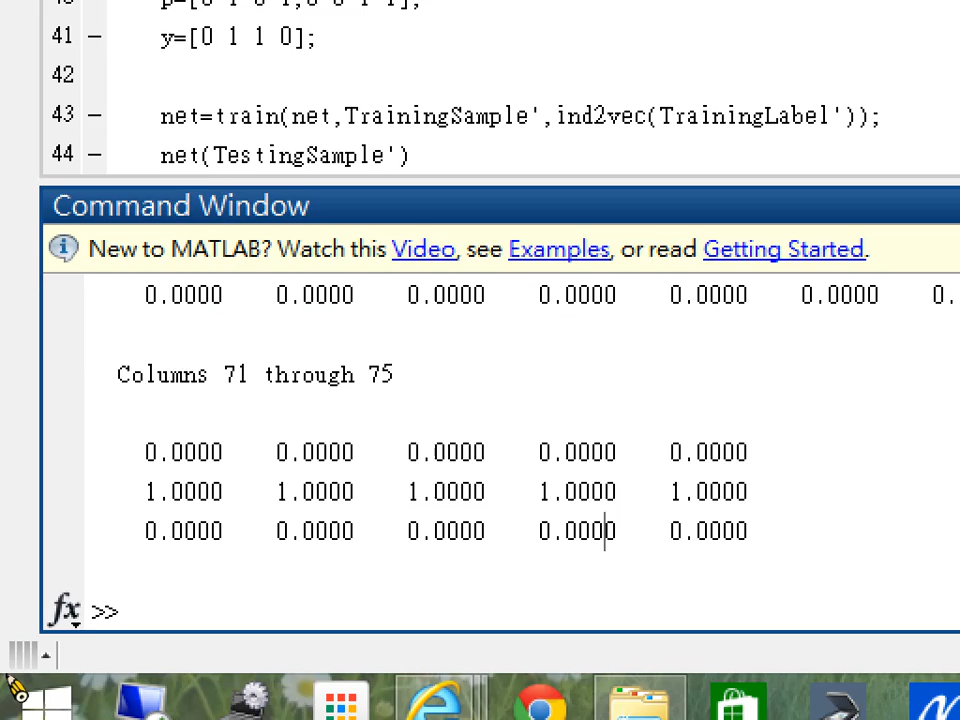 41 – y=[0 1 1 0];
42
43 – net=train(net,TrainingSample',ind2vec(TrainingLabel'));
44 – net(TestingSample')
Command Window
New to MATLAB? Watch this Video, see Examples, or read Getting Started.
0.0000 0.0000 0.0000 0.0000 0.0000 0.0000 0.
Columns 71 through 75
0.0000 0.0000 0.0000 0.0000 0.0000
1.0000 1.0000 1.0000 1.0000 1.0000
0.0000 0.0000 0.0000 0.0000 0.0000
fx >>